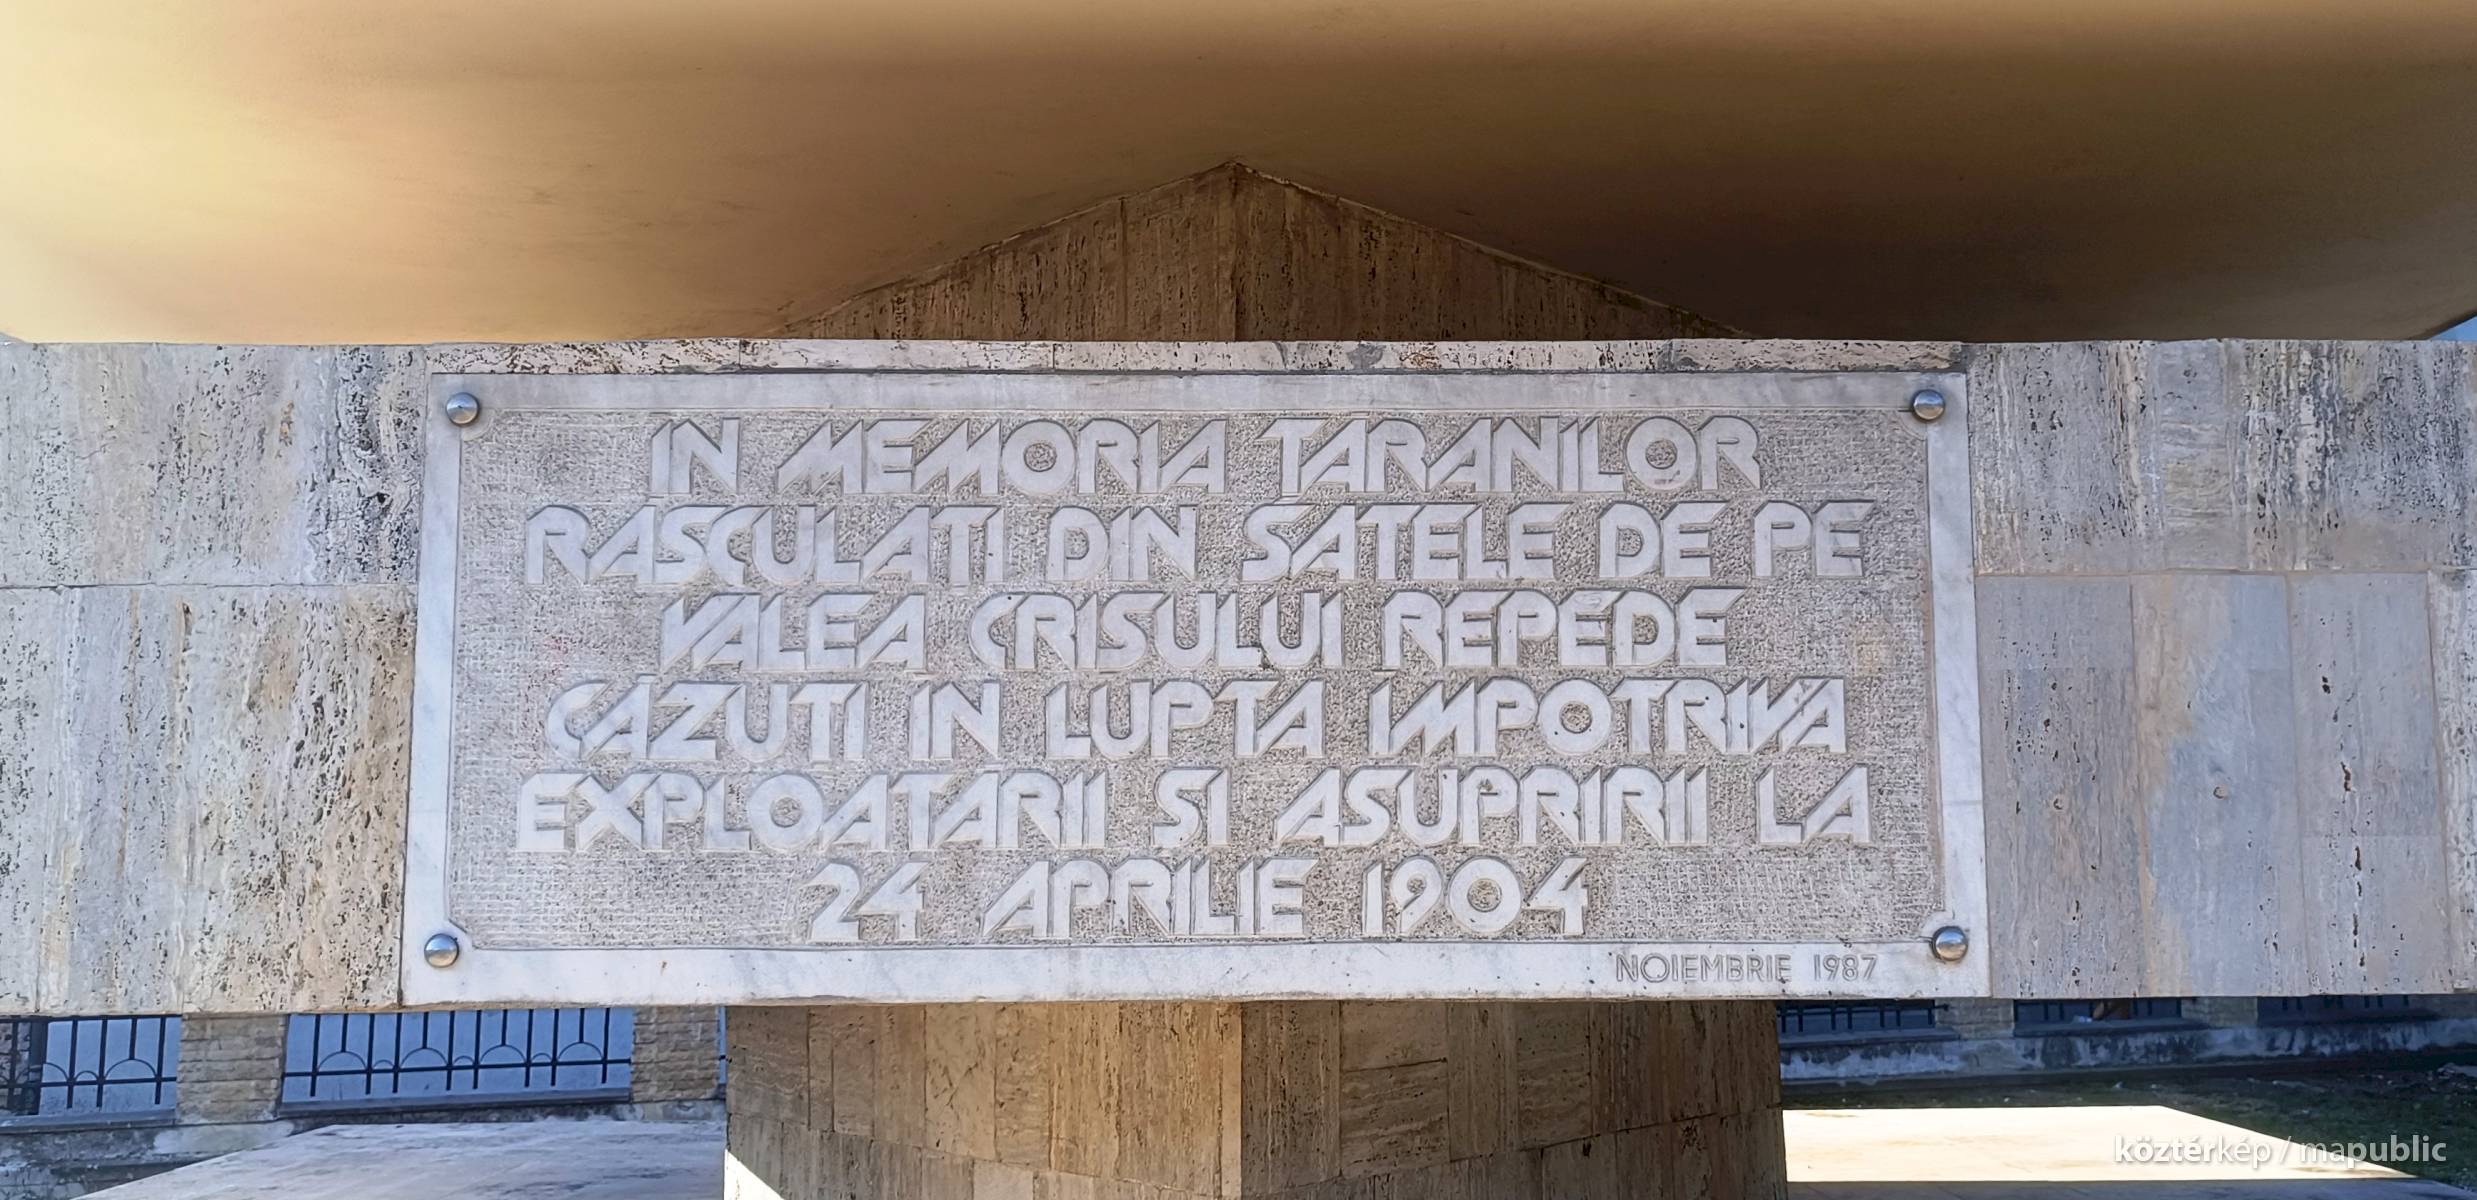 IN MEMORIA TARANILOR
RASCULATI DIN SATELE DE PE
VALEA CRISULUI REPEDE
CAZUTI IN LUPTA IMPOTRIVA
EXPLOATARII SI ASUPRIRII LA
24 APRILIE 1904
NOIEMBRIE 1987
köztérkép / mapublic